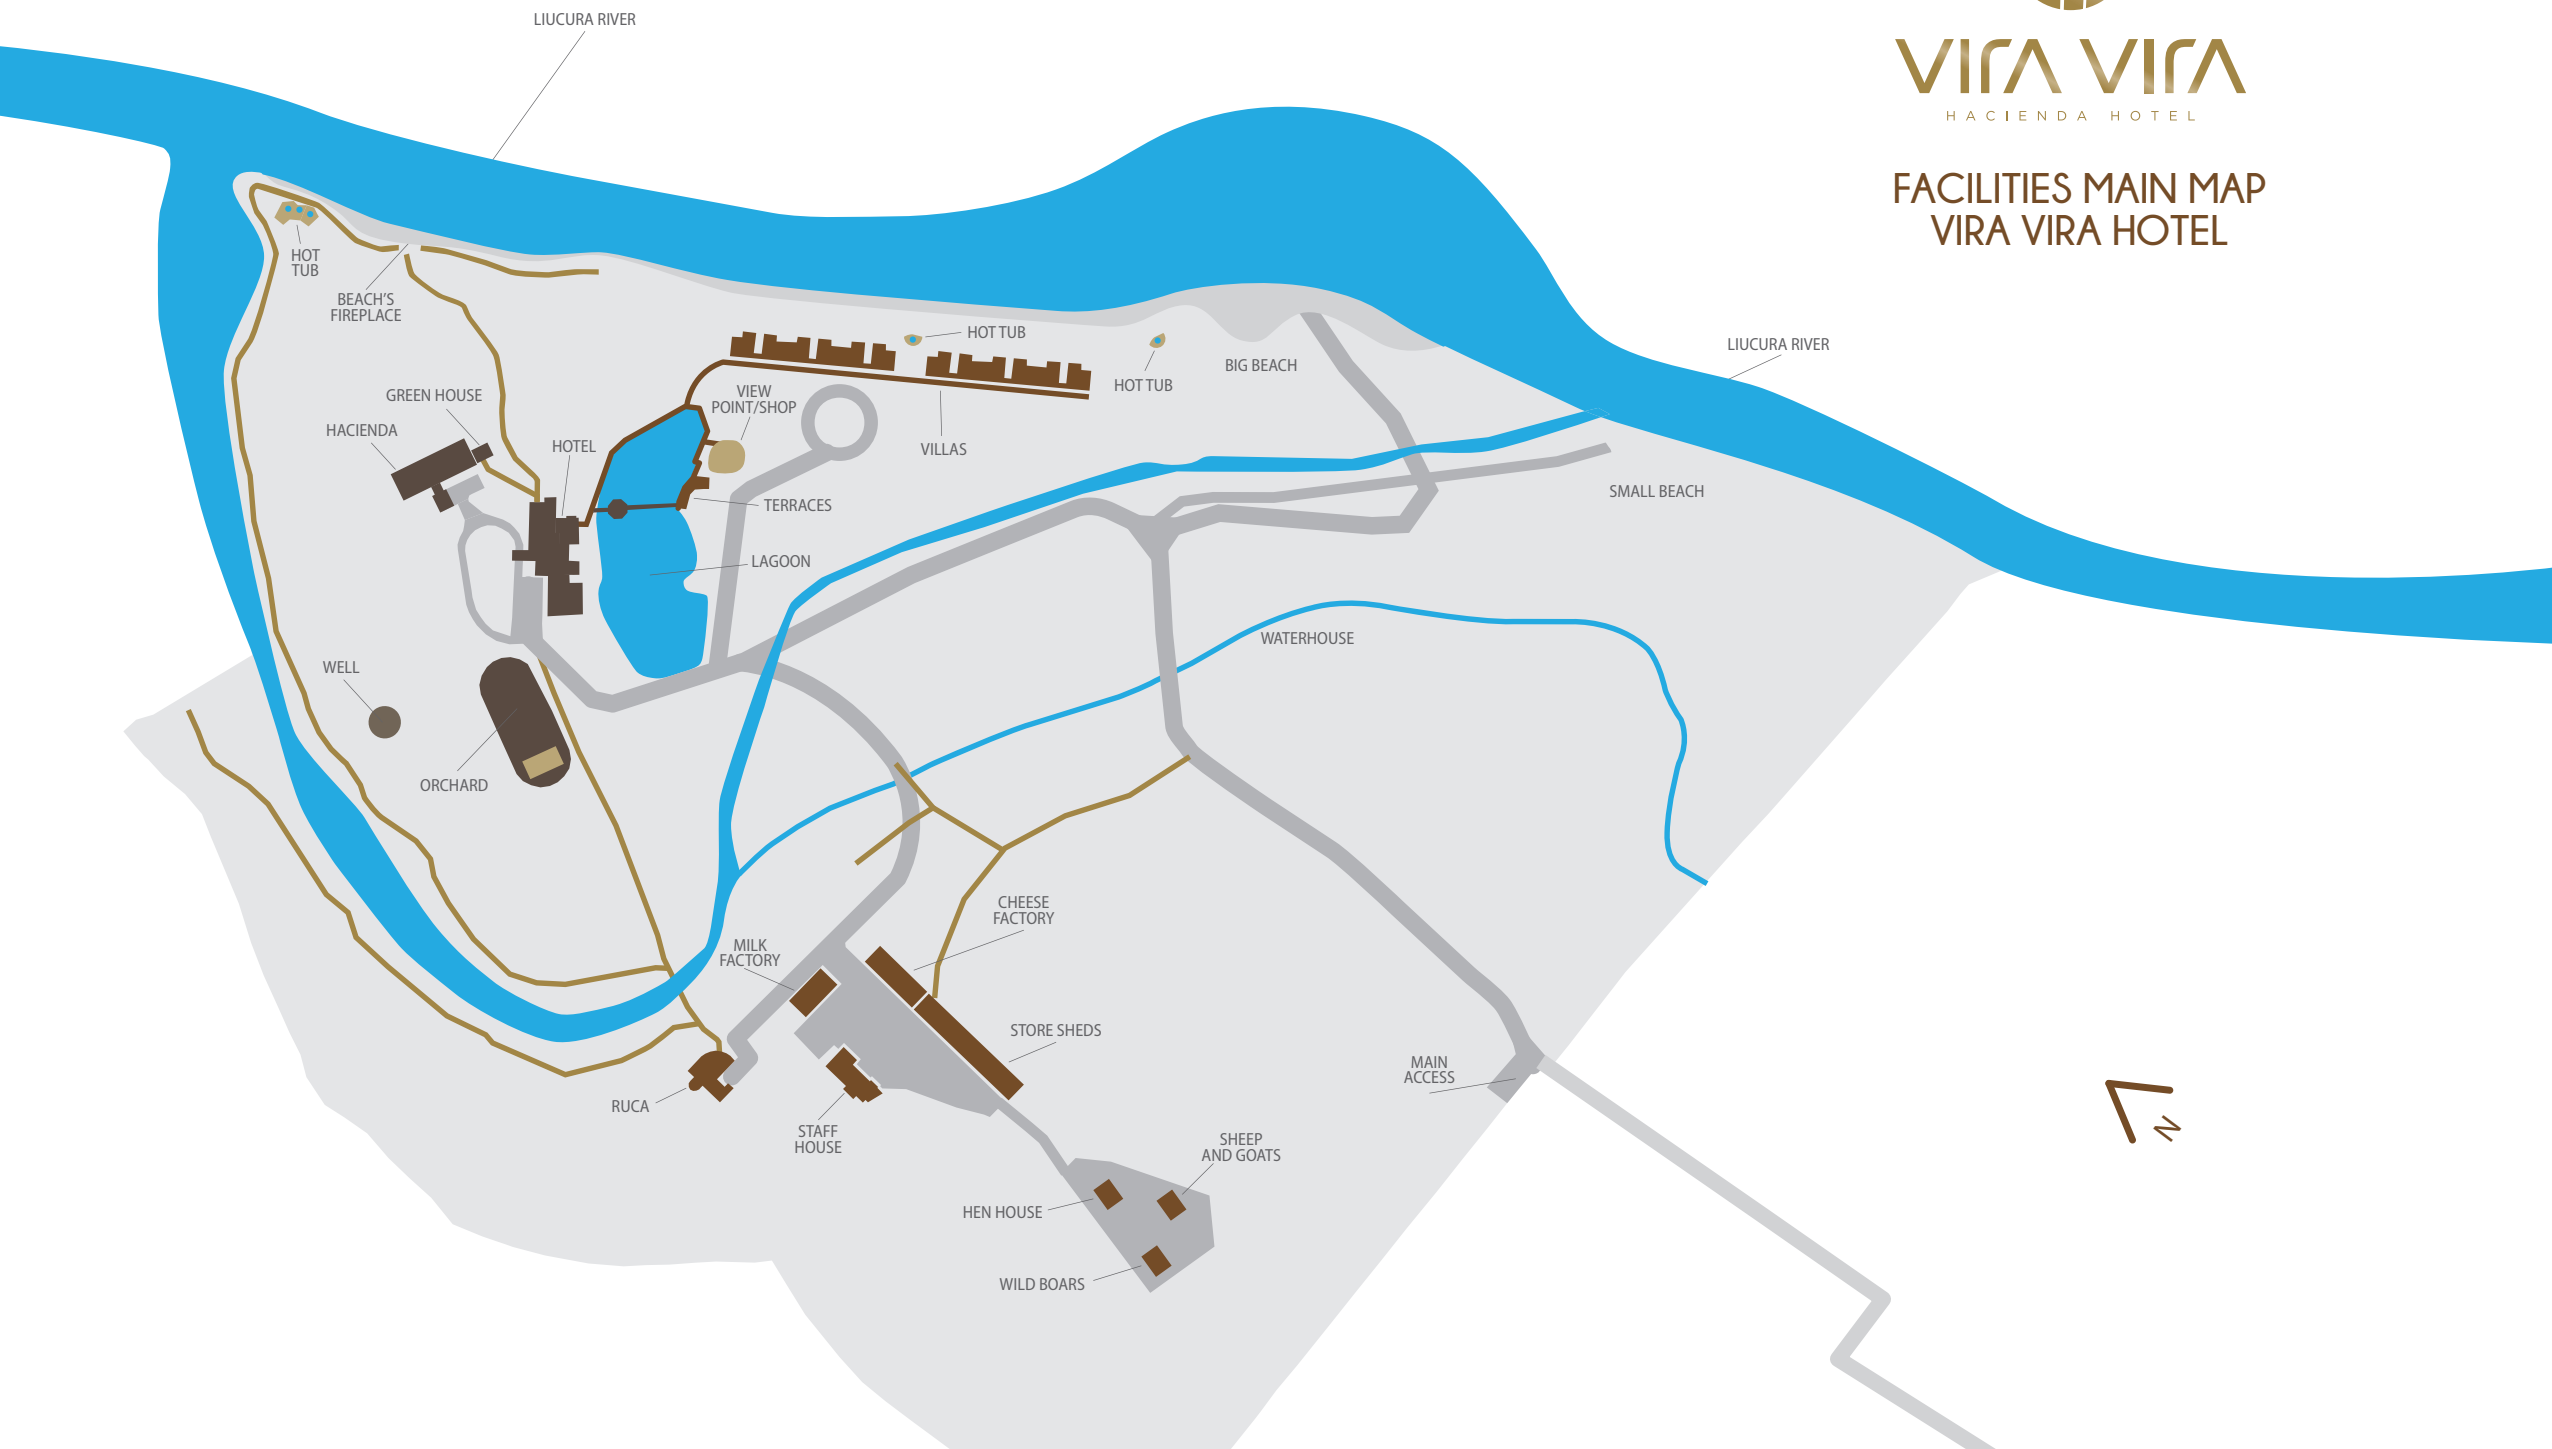 LIUCURA RIVER
VIRA VIRA
HACIENDA HOTEL
FACILITIES MAIN MAP
VIRA VIRA HOTEL
HOT
TUB
BEACH'S
FIREPLACE
HOT TUB
HOT TUB
BIG BEACH
LIUCURA RIVER
GREEN HOUSE
VIEW
POINT/SHOP
HACIENDA
HOTEL
VILLAS
TERRACES
SMALL BEACH
LAGOON
WATERHOUSE
WELL
ORCHARD
CHEESE
FACTORY
MILK
FACTORY
STORE SHEDS
MAIN
ACCESS
RUCA
STAFF
HOUSE
SHEEP
AND GOATS
N
HEN HOUSE
WILD BOARS